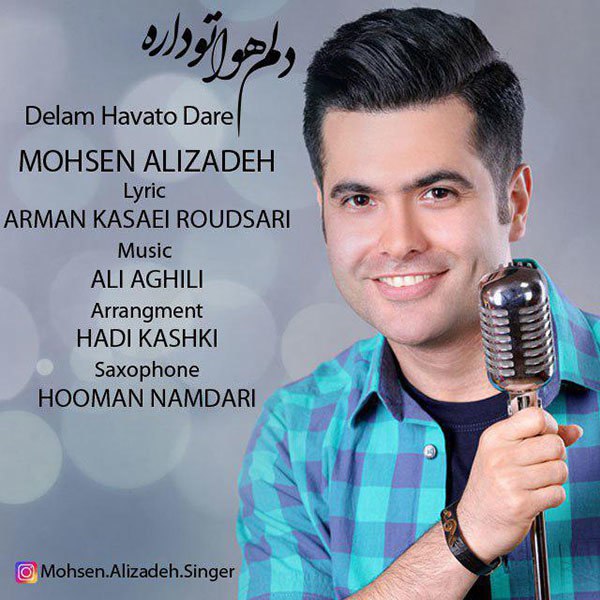 دلم هواتو داره
Delam Havato Dare
MOHSEN ALIZADEH
Lyric
ARMAN KASAEI ROUDSARI
Music
ALI AGHILI
Arrangment
HADI KASHKI
Saxophone
HOOMAN NAMDARI
Mohsen.Alizadeh.Singer